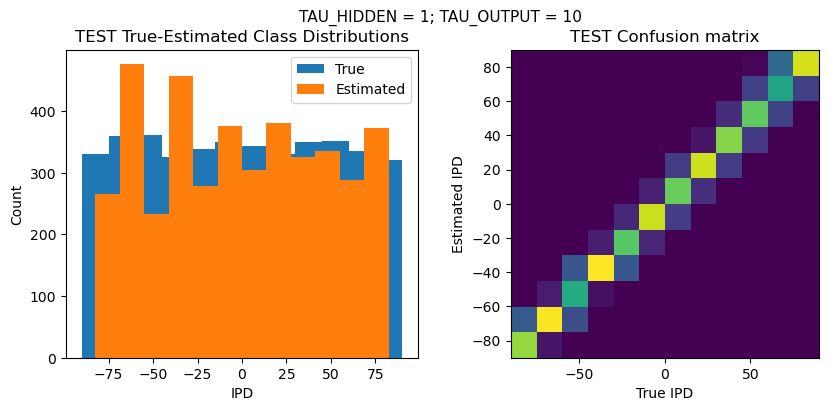 TAU_HIDDEN = 1; TAU_OUTPUT = 10
TEST True-Estimated Class Distributions
True
Estimated
Count
400
300
200
100
0
−75
−50
−25
0
25
50
75
IPD
TEST Confusion matrix
Estimated IPD
80
60
40
20
0
−20
−40
−60
−80
−50
0
50
True IPD